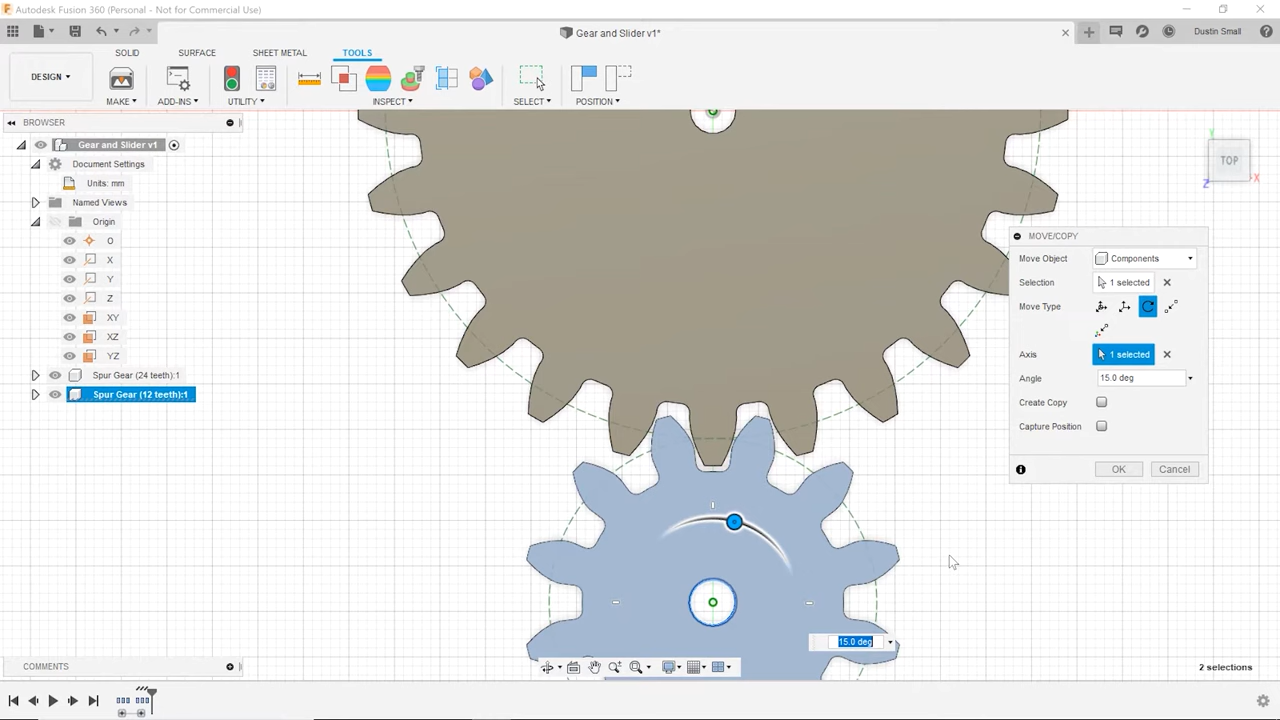 Autodesk Fusion 360 (Personal - Not for Commercial Use)
Gear and Slider v1*
Dustin Small
DESIGN
SOLID
SURFACE
SHEET METAL
TOOLS
MAKE
ADD-INS
UTILITY
INSPECT
SELECT
POSITION
BROWSER
Gear and Slider v1
Document Settings
Units: mm
Named Views
Origin
O
X
Y
Z
XY
XZ
YZ
Spur Gear (24 teeth):1
Spur Gear (12 teeth):1
Y
TOP
X
Z
MOVE/COPY
Move Object
Components
Selection
1 selected
Move Type
Axis
1 selected
Angle
15.0 deg
Create Copy
Capture Position
OK
Cancel
15.0 deg
COMMENTS
2 selections